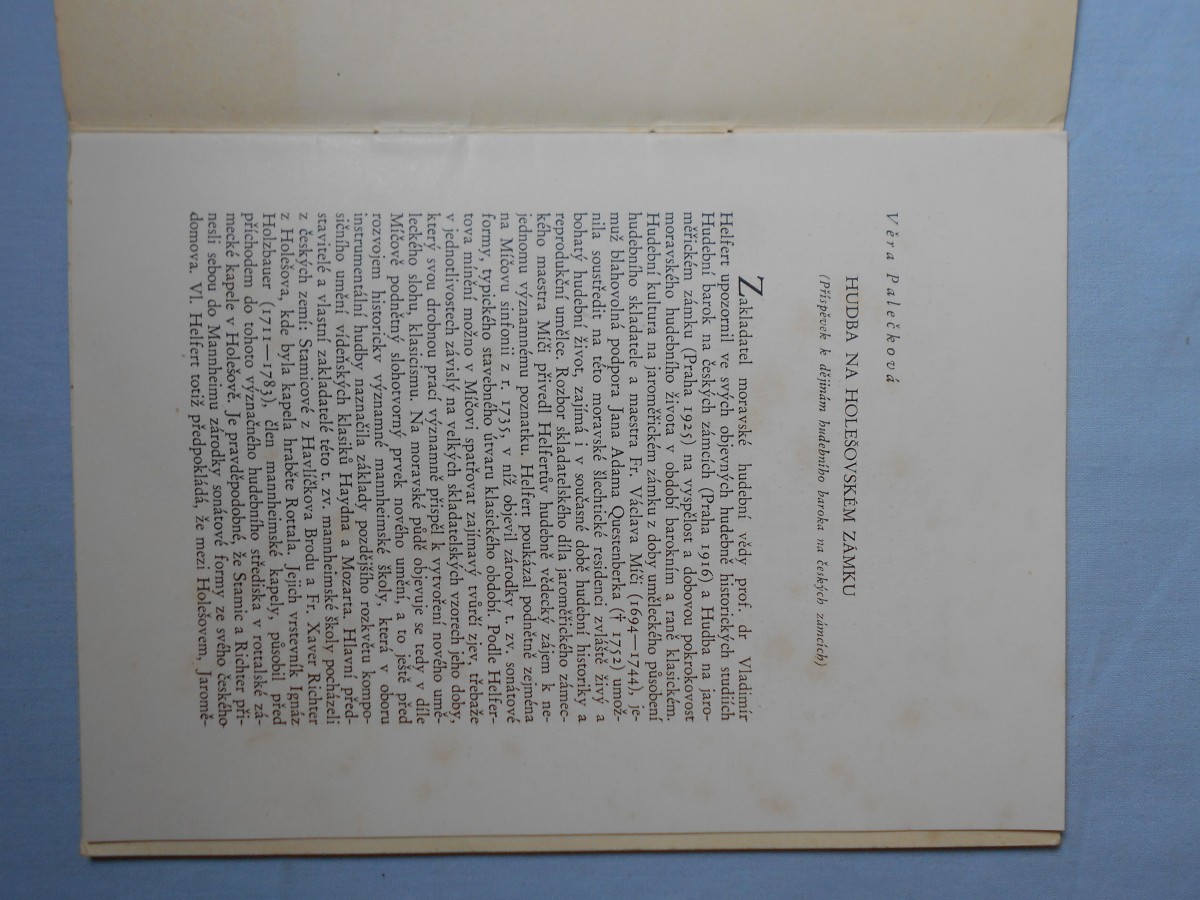 Věra Palečková
HUDBA NA HOLEŠOVSKÉM ZÁMKU
(Příspěvek k dějinám hudebního baroka na českých zámcích)
Zakladatel moravské hudební vědy prof. dr Vladimír
Helfert upozornil ve svých objevných hudebně historických studiích
Hudební barok na českých zámcích (Praha 1916) a Hudba na jaro-
měřickém zámku (Praha 1925) na vyspělost a dobovou pokrokovost
moravského hudebního života v období barokním a raně klasickém.
Hudební kultura na jaroměřickém zámku z doby uměleckého působení
hudebního skladatele a maestra Fr. Václava Míči (1694—1744), je-
muž blahovolná podpora Jana Adama Questenberka († 1752) umož-
nila soustředit na této moravské šlechtické residenci zvláště živý a
bohatý hudební život, zajímá i v současné době hudební historiky a
reprodukční umělce. Rozbor skladatelského díla jaroměřického zámec-
kého maestra Míči přivedl Helfertův hudebně vědecký zájem k ne-
jednomu významnému poznatku. Helfert poukázal podnětně zejména
na Míčovu sinfonii z r. 1735, v níž objevil zárodky t. zv. sonátové
formy, typického stavebného útvaru klasického období. Podle Helfer-
tova mínění možno v Míčovi spatřovat zajímavý tvůrčí zjev, třebaže
v jednotlivostech závislý na velkých skladatelských vzorech jeho doby,
který svou drobnou prací významně přispěl k vytvoření nového umě-
leckého slohu, klasicismu. Na moravské půdě objevuje se tedy v díle
Míčově podnětný slohotvorný prvek nového umění, a to ještě před
rozvojem historicky významné mannheimské školy, která v oboru
instrumentální hudby naznačila základy pozdějšího rozkvětu kompo-
sičního umění vídeňských klasiků Haydna a Mozarta. Hlavní před-
stavitelé a vlastní zakladatelé této t. zv. mannheimské školy pocházeli
z českých zemí: Stamicové z Havlíčkova Brodu a Fr. Xaver Richter
z Holešova, kde byla kapela hraběte Rottala. Jejich vrstevník Ignáz
Holzbauer (1711—1783), člen mannheimské kapely, působil před
příchodem do tohoto význačného hudebního střediska v rottalské zá-
mecké kapele v Holešově. Je pravděpodobné, že Stamic a Richter při-
nesli sebou do Mannheimu zárodky sonátové formy ze svého českého
domova. Vl. Helfert totiž předpokládá, že mezi Holešovem, Jaromě-